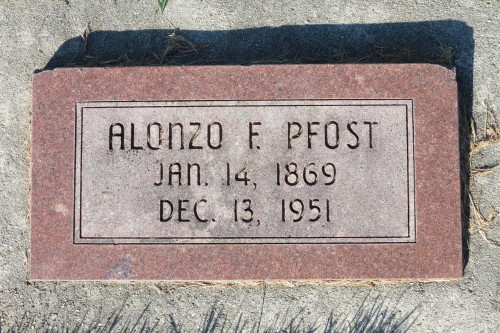 ALONZO F. PFOST
JAN. 14, 1869
DEC. 13, 1951